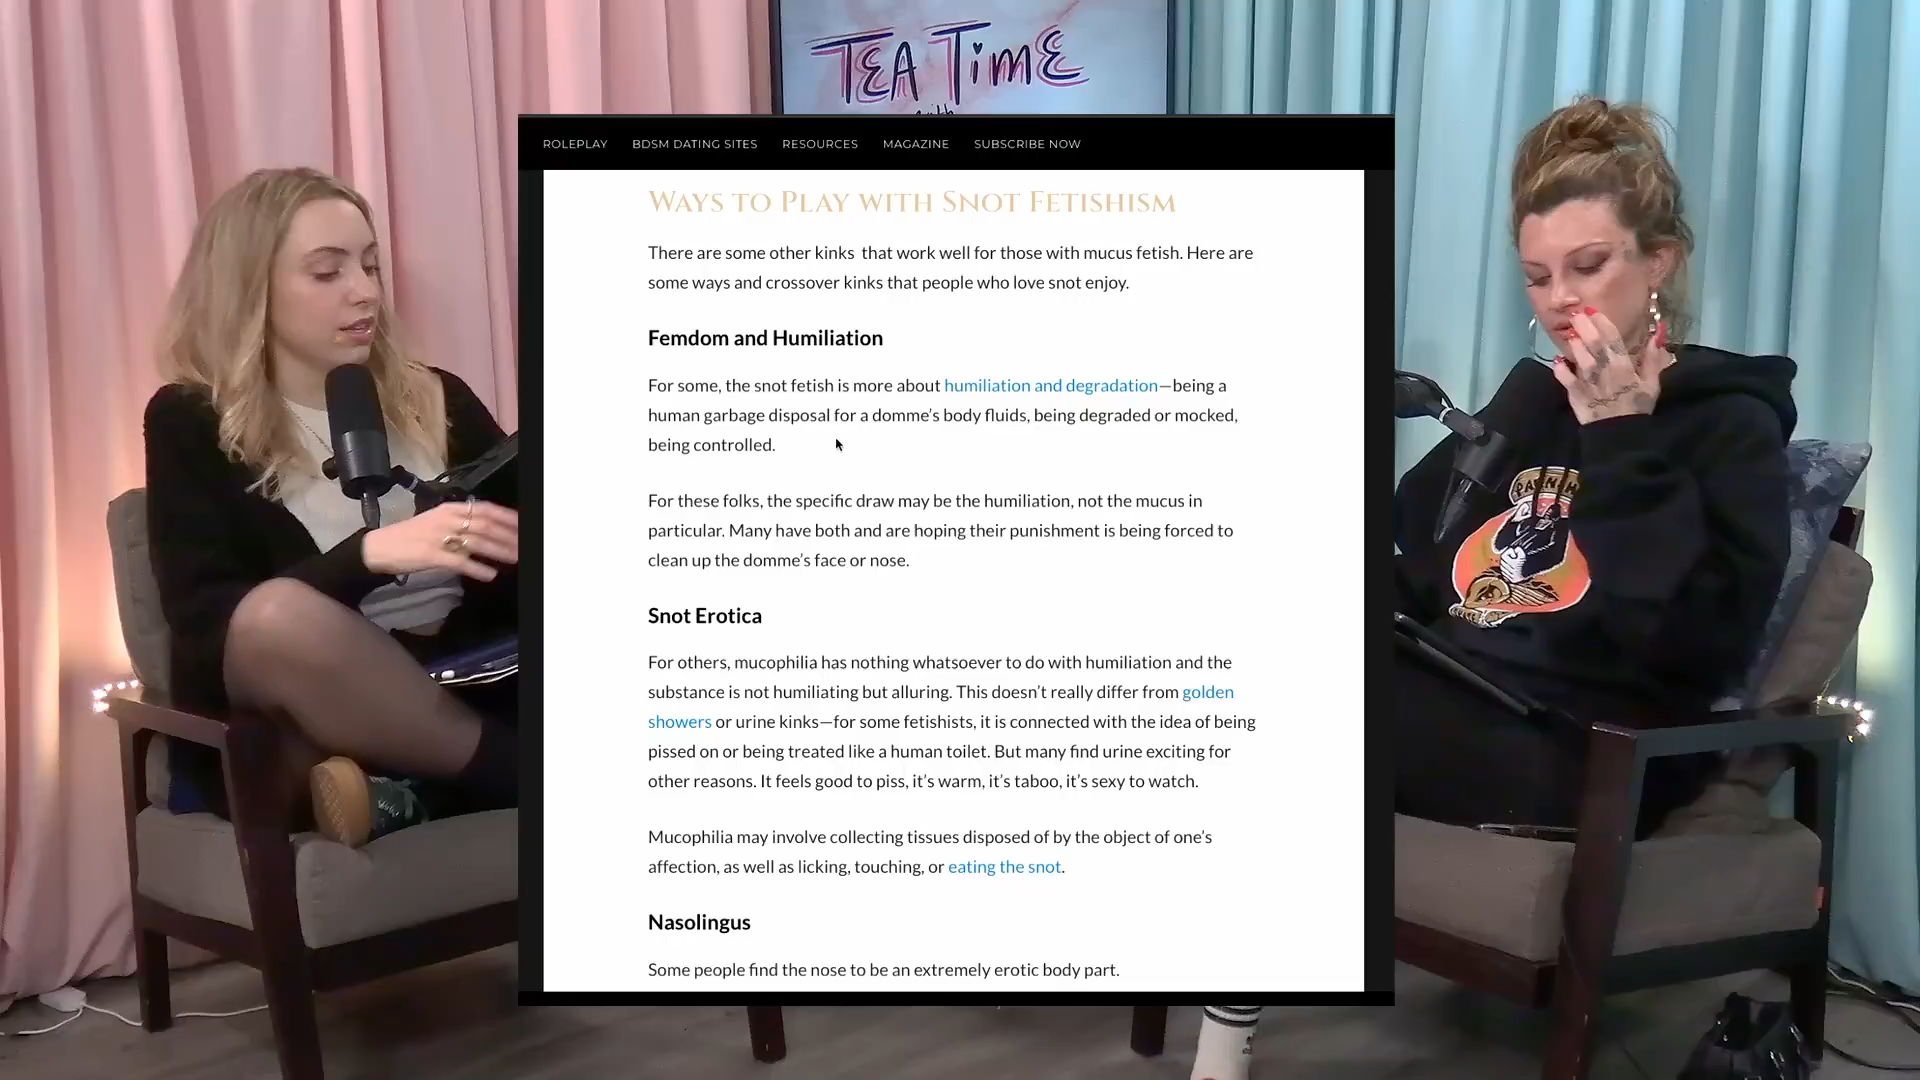 TEA TimE
with
ROLEPLAY BDSM DATING SITES RESOURCES MAGAZINE SUBSCRIBE NOW
WAYS TO PLAY WITH SNOT FETISHISM
There are some other kinks that work well for those with mucus fetish. Here are
some ways and crossover kinks that people who love snot enjoy.
Femdom and Humiliation
For some, the snot fetish is more about humiliation and degradation—being a
human garbage disposal for a domme’s body fluids, being degraded or mocked,
being controlled.
For these folks, the specific draw may be the humiliation, not the mucus in
particular. Many have both and are hoping their punishment is being forced to
clean up the domme’s face or nose.
Snot Erotica
For others, mucophilia has nothing whatsoever to do with humiliation and the
substance is not humiliating but alluring. This doesn’t really differ from golden
showers or urine kinks—for some fetishists, it is connected with the idea of being
pissed on or being treated like a human toilet. But many find urine exciting for
other reasons. It feels good to piss, it’s warm, it’s taboo, it’s sexy to watch.
Mucophilia may involve collecting tissues disposed of by the object of one’s
affection, as well as licking, touching, or eating the snot.
Nasolingus
Some people find the nose to be an extremely erotic body part.